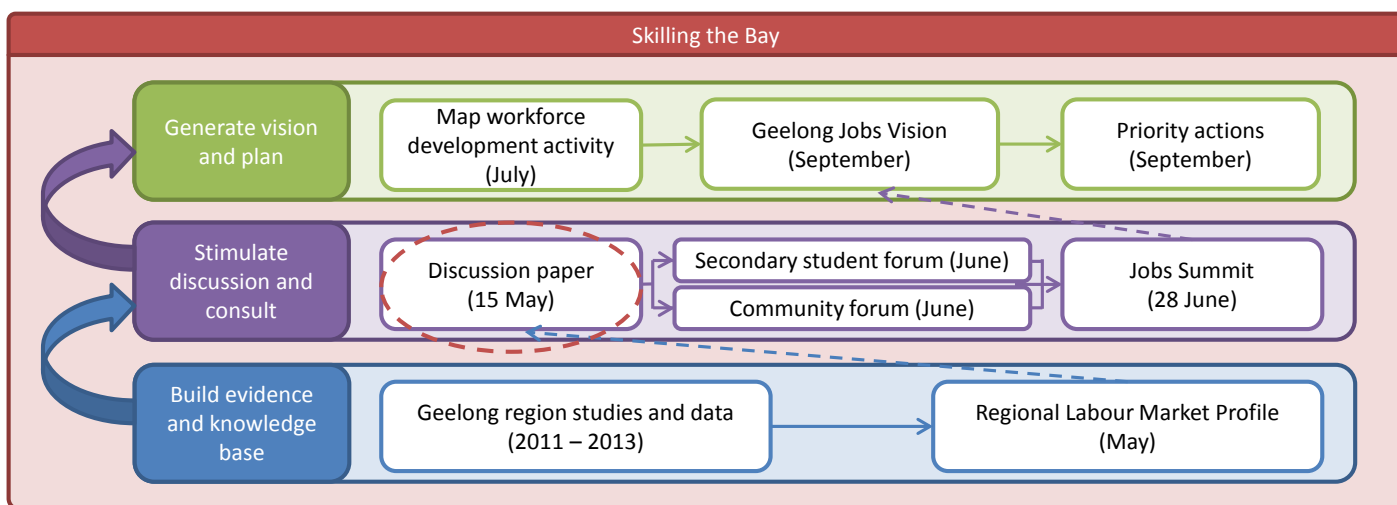 Skilling the Bay
Generate vision
and plan
Map workforce
development activity
(July)
Geelong Jobs Vision
(September)
Priority actions
(September)
Stimulate
discussion and
consult
Discussion paper
(15 May)
Secondary student forum (June)
Community forum (June)
Jobs Summit
(28 June)
Build evidence
and knowledge
base
Geelong region studies and data
(2011 – 2013)
Regional Labour Market Profile
(May)